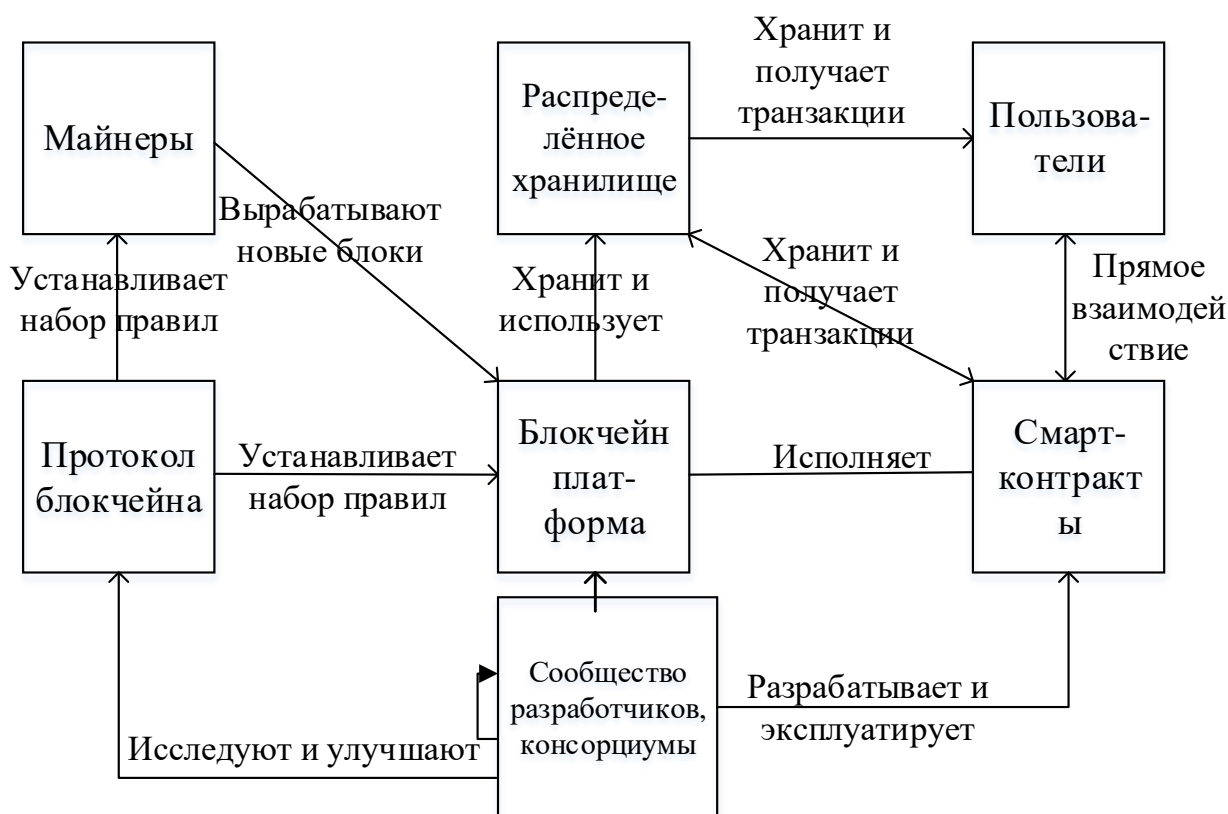 Хранит и
получает
транзакции
Майнеры
Распреде-
лённое
хранилище
Пользова-
тели
Вырабатывают
новые блоки
Устанавливает
набор правил
Хранит и
использует
Хранит и
получает
транзакции
Прямое
взаимодей
ствие
Протокол
блокчейна
Устанавливает
набор правил
Блокчейн
плат-
форма
Исполняет
Смарт-
контракт
ы
Сообщество
разработчиков,
консорциумы
Разрабатывает и
эксплуатирует
Исследуют и улучшают